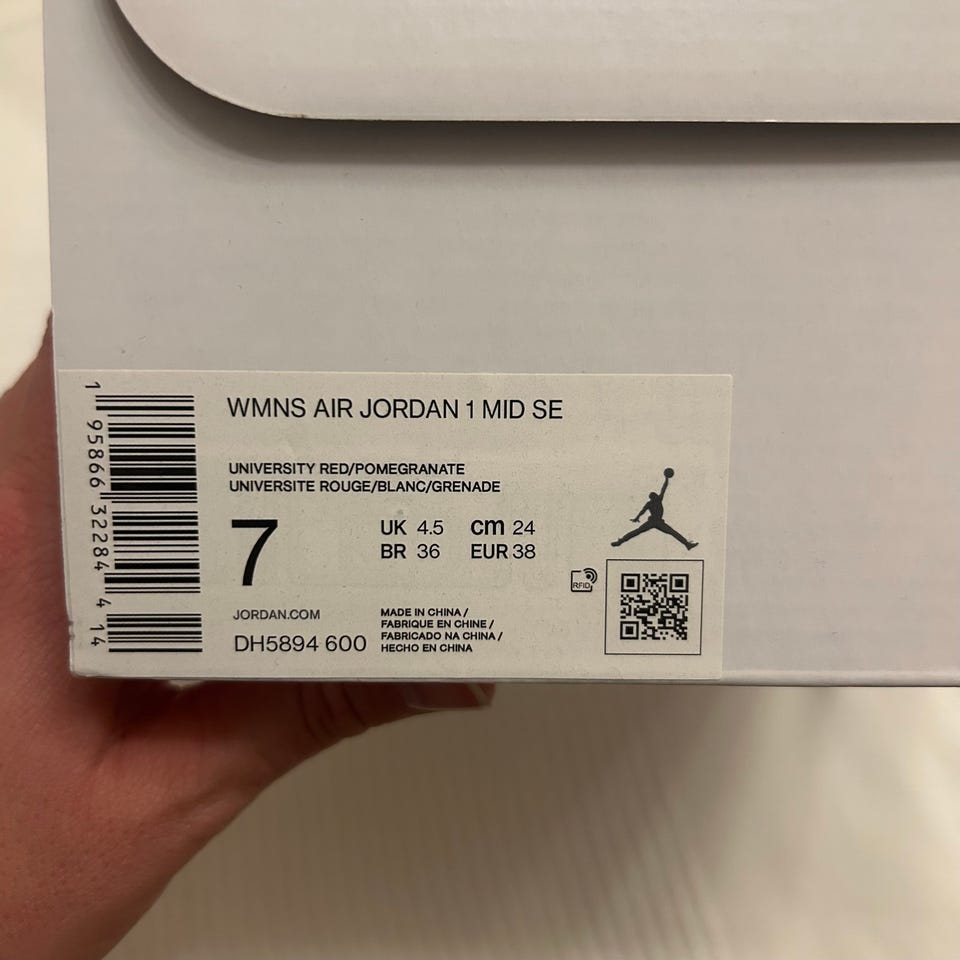 WMNS AIR JORDAN 1 MID SE
UNIVERSITY RED/POMEGRANATE
UNIVERSITE ROUGE/BLANC/GRENADE
7
UK 4.5 cm 24
BR 36 EUR 38
RFID
JORDAN.COM
DH5894 600
MADE IN CHINA /
FABRIQUE EN CHINE /
FABRICADO NA CHINA /
HECHO EN CHINA
1 95866 32284 4 14